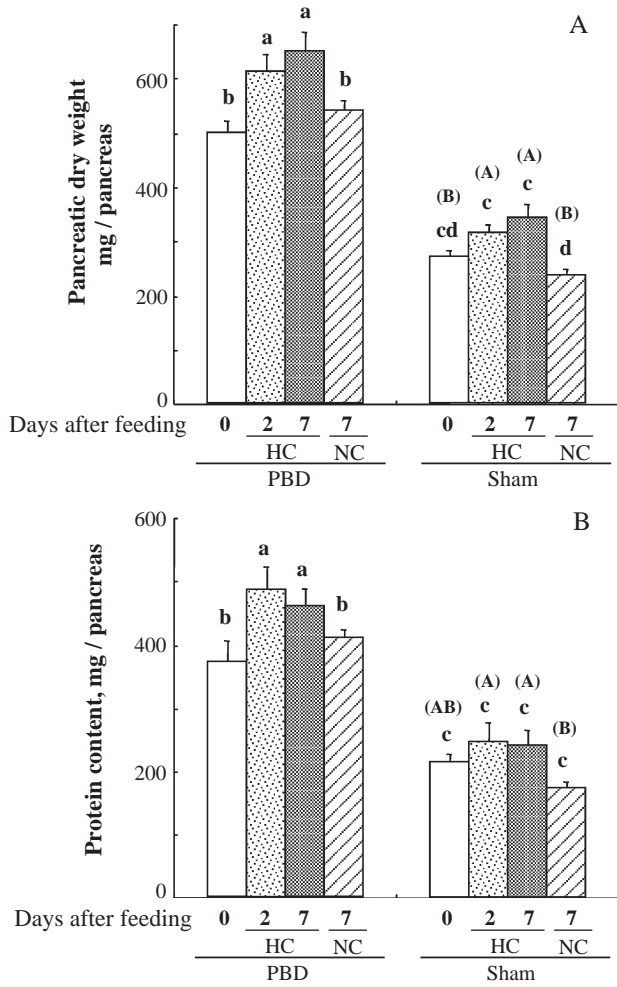 A
Pancreatic dry weight
mg / pancreas
600
400
200
0
b
a
a
b
(B)
cd
(A)
c
(A)
c
(B)
d
Days after feeding 0 2 7 7 0 2 7 7
HC NC HC NC
PBD Sham
B
Protein content, mg / pancreas
600
400
200
0
b
a
a
b
(AB)
c
(A)
c
(A)
c
(B)
c
Days after feeding 0 2 7 7 0 2 7 7
HC NC HC NC
PBD Sham